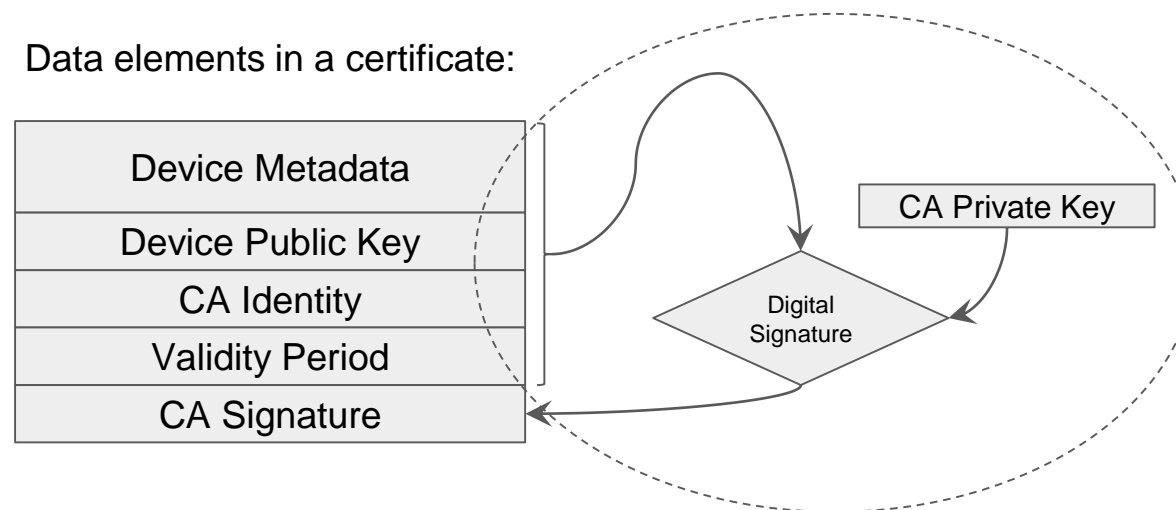 Data elements in a certificate:
Device Metadata
Device Public Key
CA Identity
Validity Period
CA Signature
CA Private Key
Digital
Signature